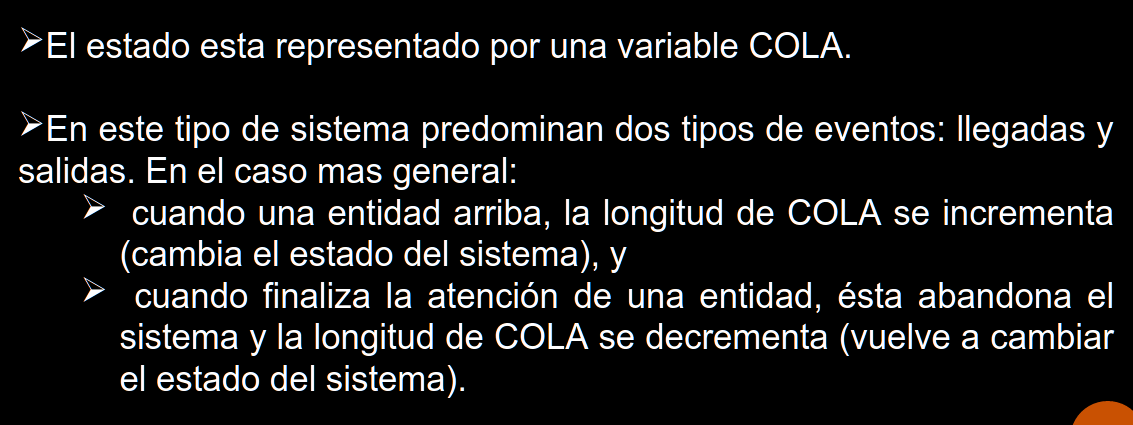 ➢El estado esta representado por una variable COLA.
➢En este tipo de sistema predominan dos tipos de eventos: llegadas y
salidas. En el caso mas general:
➢ cuando una entidad arriba, la longitud de COLA se incrementa
(cambia el estado del sistema), y
➢ cuando finaliza la atención de una entidad, ésta abandona el
sistema y la longitud de COLA se decrementa (vuelve a cambiar
el estado del sistema).